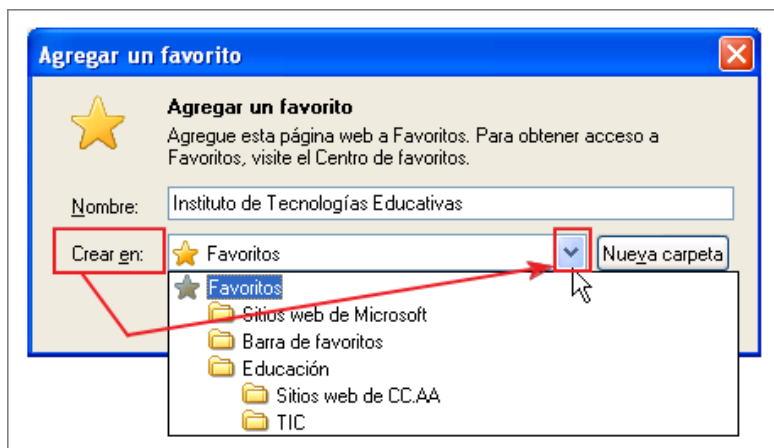 Agregar un favorito
Agregar un favorito
Agregue esta página web a Favoritos. Para obtener acceso a
Favoritos, visite el Centro de favoritos.
Nombre: Instituto de Tecnologías Educativas
Crear en: Favoritos Nueva carpeta
Favoritos
Sitios web de Microsoft
Barra de favoritos
Educación
Sitios web de CC.AA
TIC